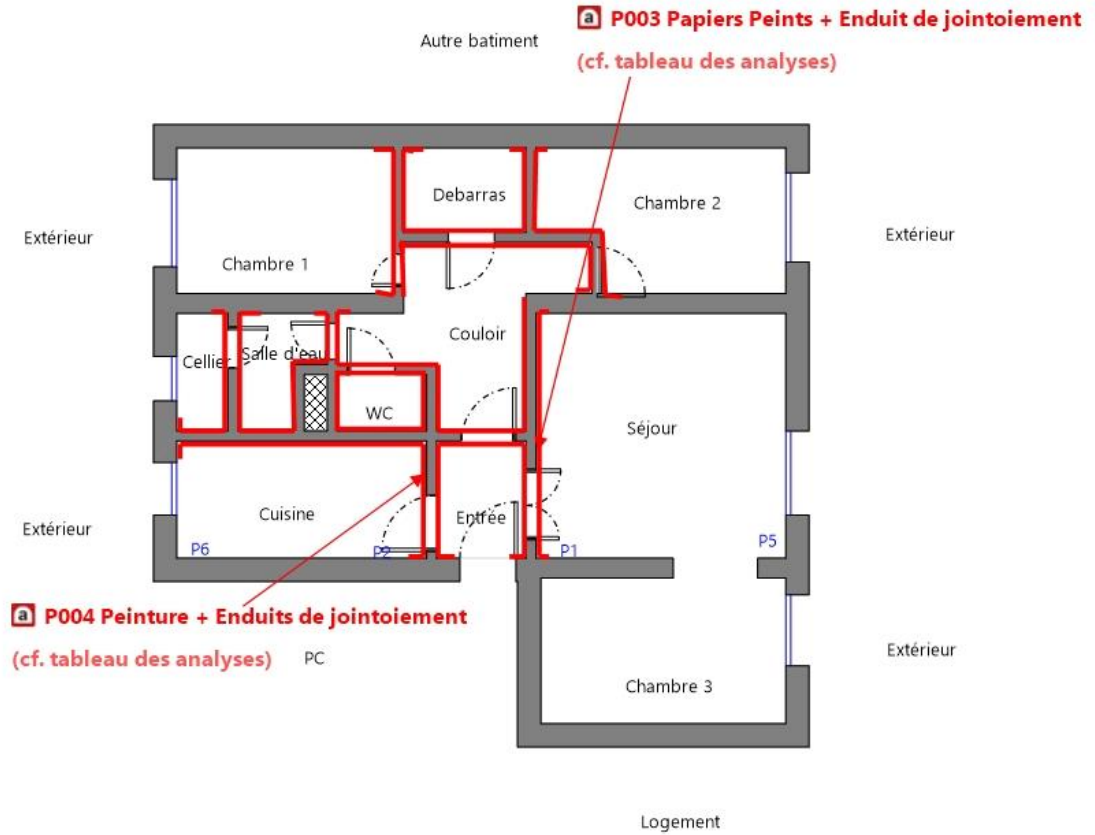 a P003 Papiers Peints + Enduit de jointoiement
(cf. tableau des analyses)
Autre batiment
Debarras
Chambre 2
Extérieur
Extérieur
Chambre 1
Couloir
Cellier
Salle d'eau
WC
Séjour
Cuisine
Entrée
Extérieur
P6
P2
P1
P5
a P004 Peinture + Enduits de jointoiement
(cf. tableau des analyses)
PC
Extérieur
Chambre 3
Logement